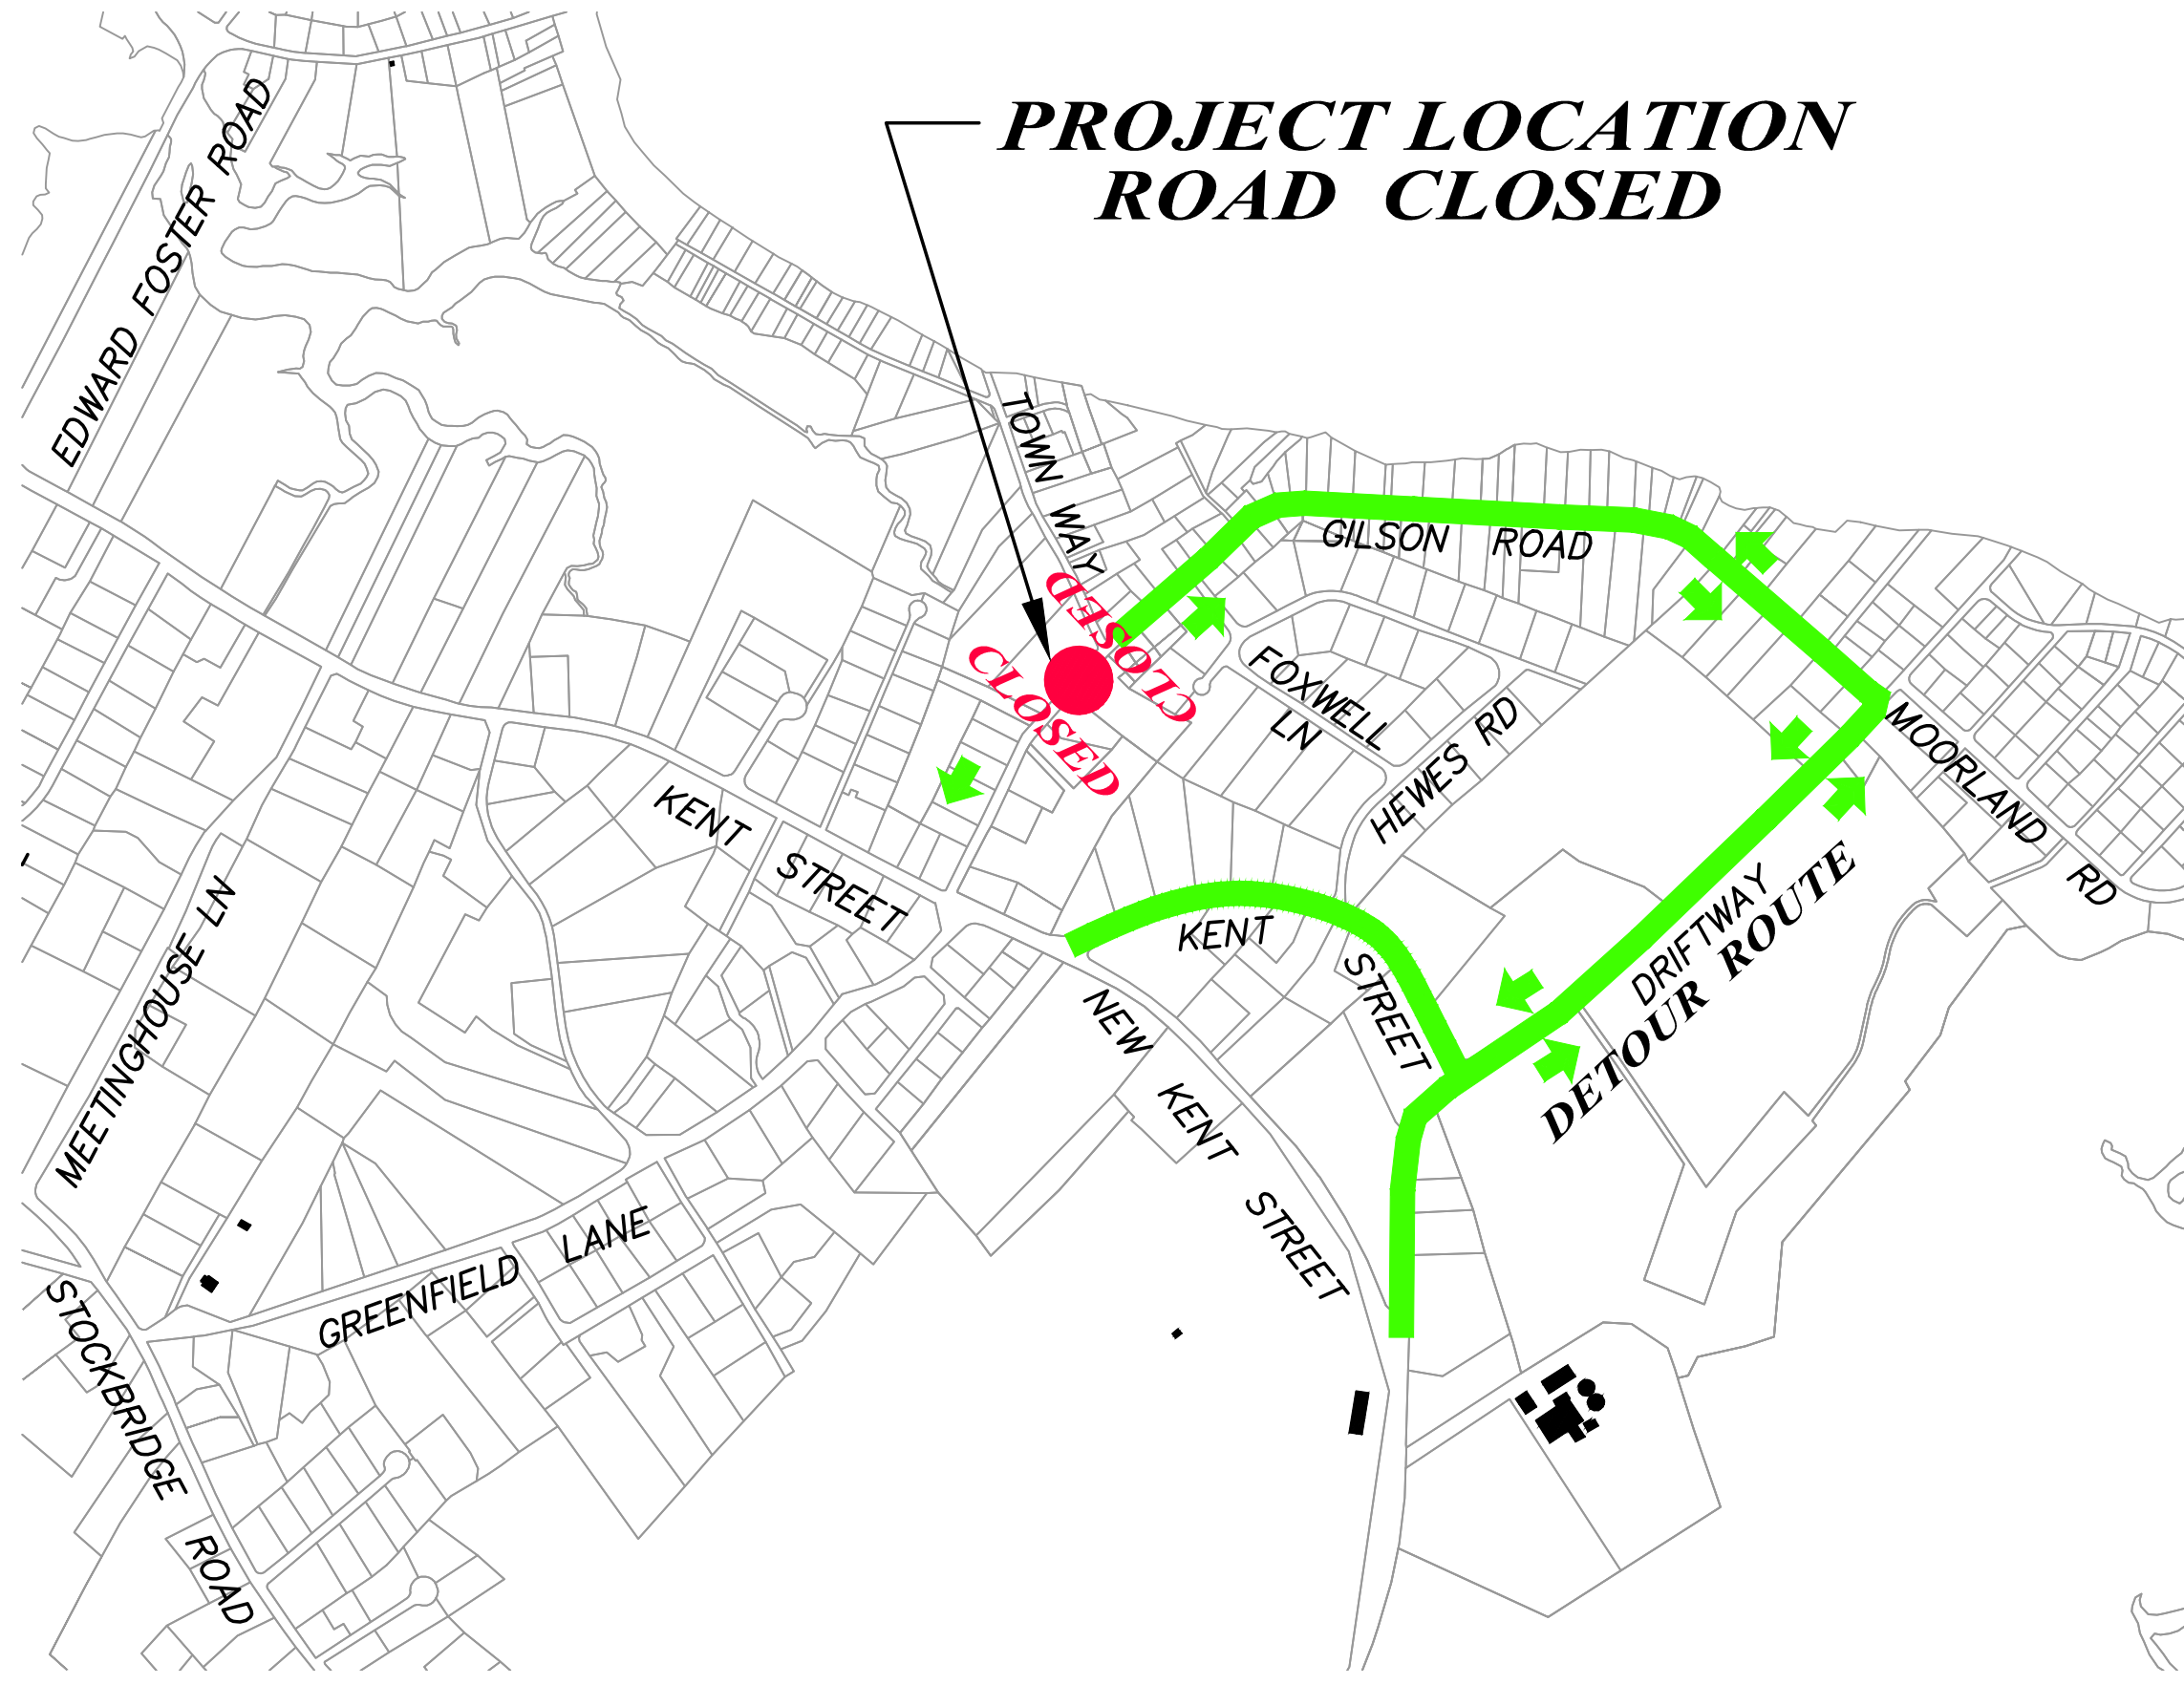 PROJECT LOCATION
ROAD CLOSED
EDWARD FOSTER ROAD
TOWN WAY
GILSON ROAD
CLOSED
CLOSED
FOXWELL
LN
HEWES RD
MOORLAND RD
KENT STREET
KENT STREET
DRIFTWAY
DETOUR ROUTE
MEETINGHOUSE LN
NEW KENT STREET
GREENFIELD LANE
STOCKBRIDGE ROAD